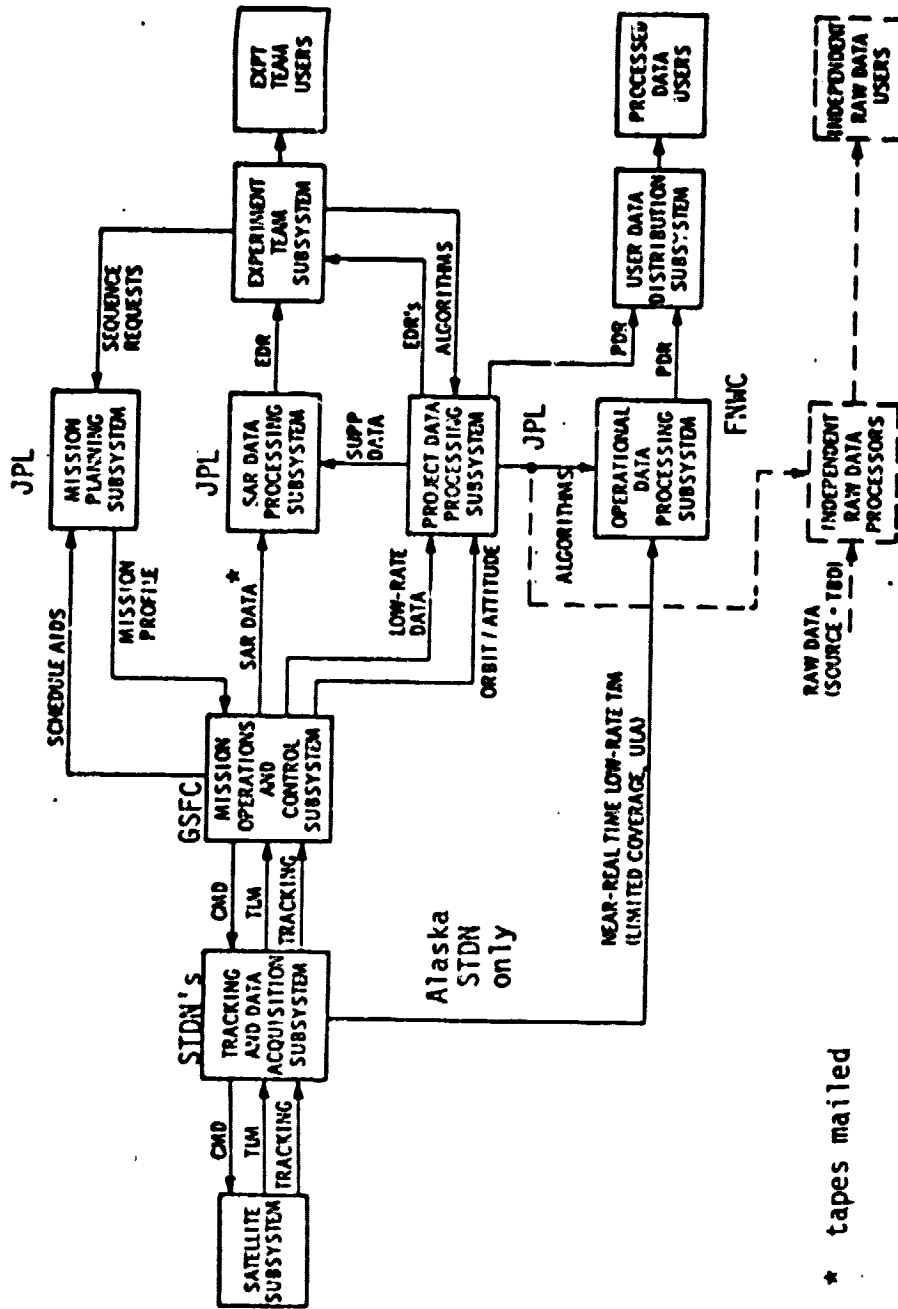 SATELLITE
SUBSYSTEM
CMD
TLM
TRACKING
STDN's
TRACKING
AND DATA
ACQUISITION
SUBSYSTEM
CMD
TLM
TRACKING
GSFC
MISSION
OPERATIONS
AND
CONTROL
SUBSYSTEM
SCHEDULE AIDS
MISSION
PROFILE
JPL
MISSION
PLANNING
SUBSYSTEM
SEQUENCE
REQUESTS
SAR DATA *
JPL
SAR DATA
PROCESSING
SUBSYSTEM
EDR
EXPERIMENT
TEAM
SUBSYSTEM
EXPT
TEAM
USERS
LOW-RATE
DATA
ORBIT / ATTITUDE
SUPP
DATA
PROJECT DATA
PROCESSING
SUBSYSTEM
JPL
EDR's
ALGORITHMS
PDR
ALGORITHMS
Alaska
STDN
only
NEAR-REAL TIME LOW-RATE TLM
(LIMITED COVERAGE, ULA)
OPERATIONAL
DATA
PROCESSING
SUBSYSTEM
FNWC
PDR
USER DATA
DISTRIBUTION
SUBSYSTEM
PROCESSED
DATA
USERS
RAW DATA
(SOURCE - TBD)
INDEPENDENT
RAW DATA
PROCESSORS
INDEPENDENT
RAW DATA
USERS
* tapes mailed